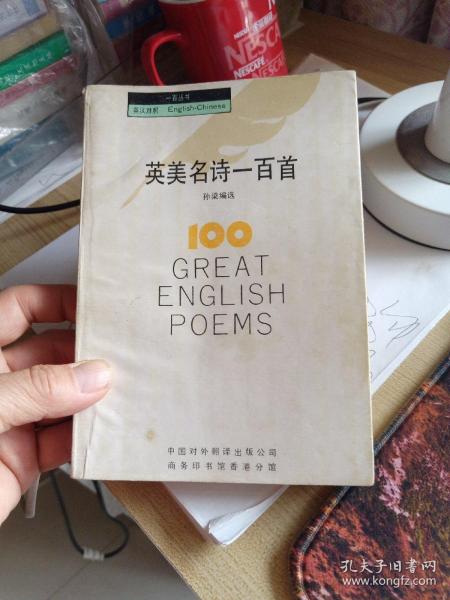 NESCAFÉ
一百丛书
英汉对照 English-Chinese
英美名诗一百首
孙梁编选
100
GREAT
ENGLISH
POEMS
中国对外翻译出版公司
商务印书馆香港分馆
孔夫子旧书网
www.kongfz.com